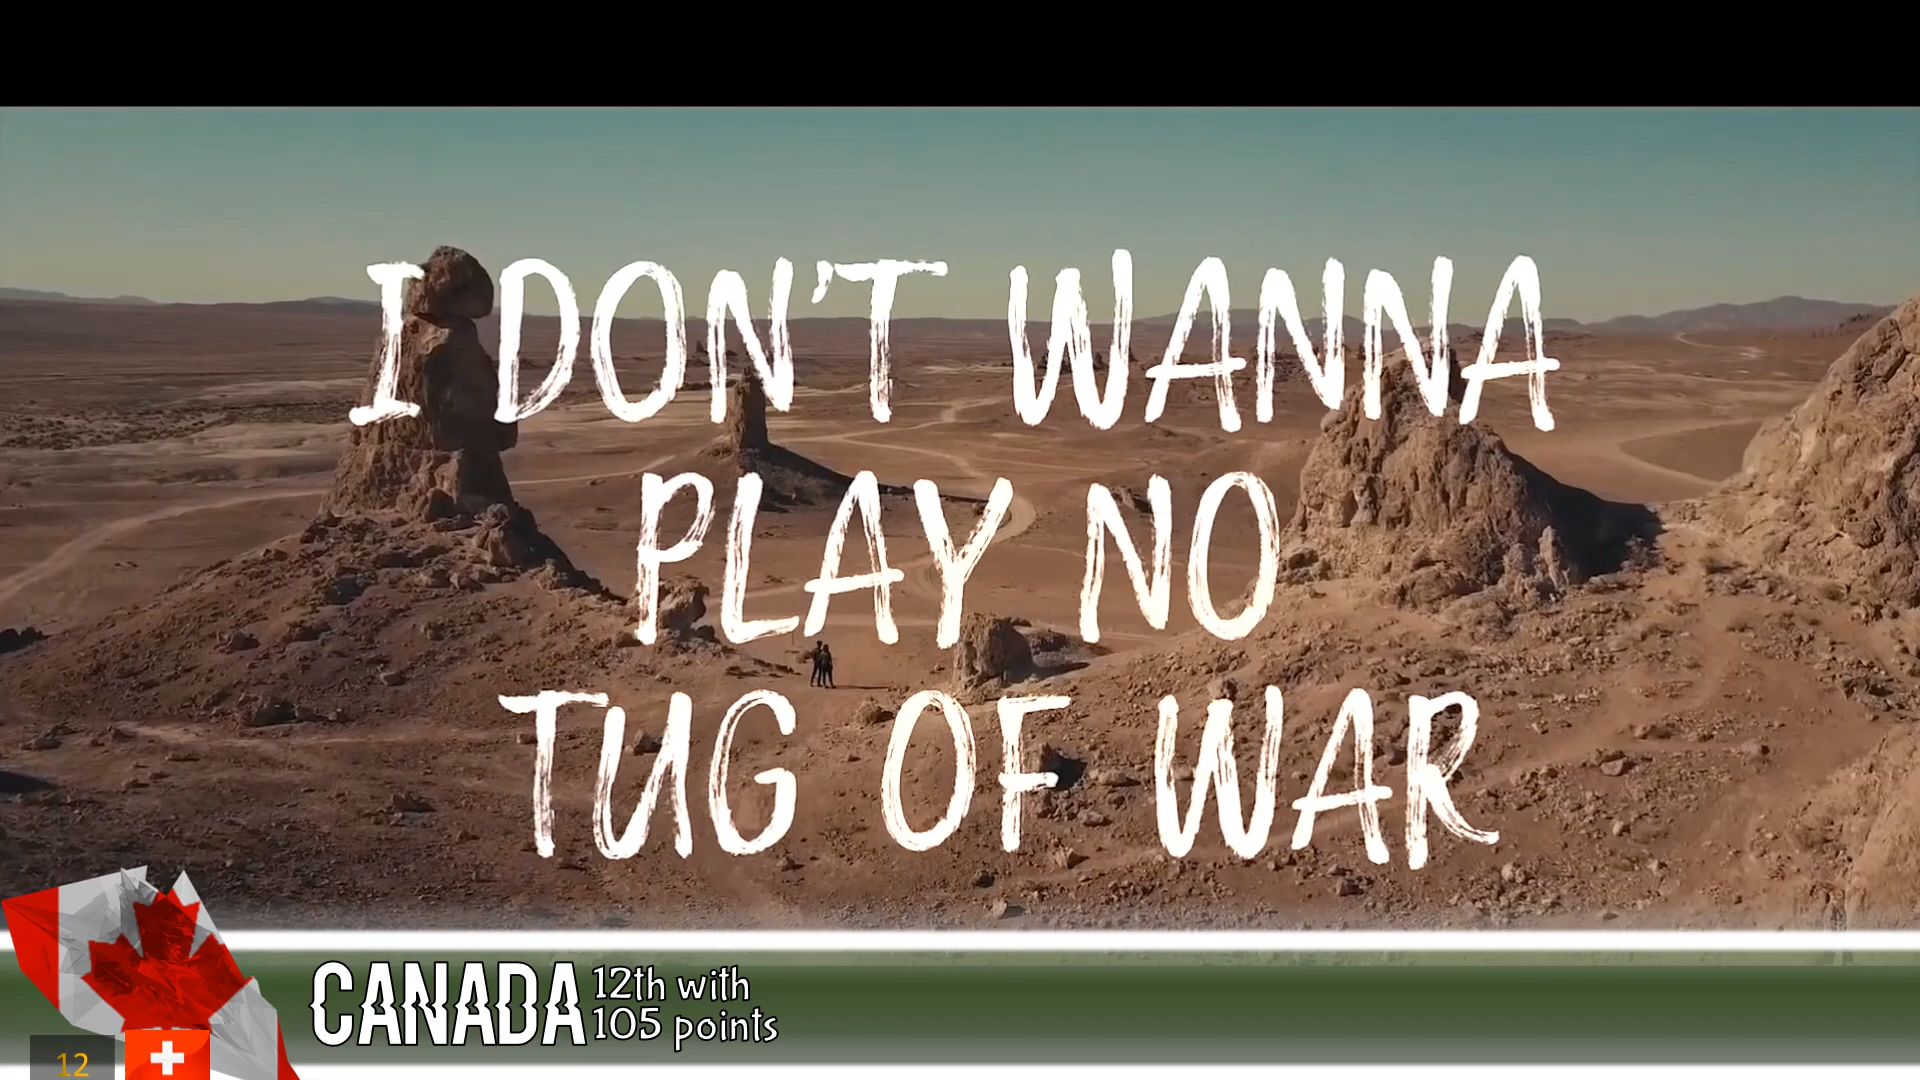 I DON'T WANNA
PLAY NO
TUG OF WAR
CANADA
12th with
105 points
12